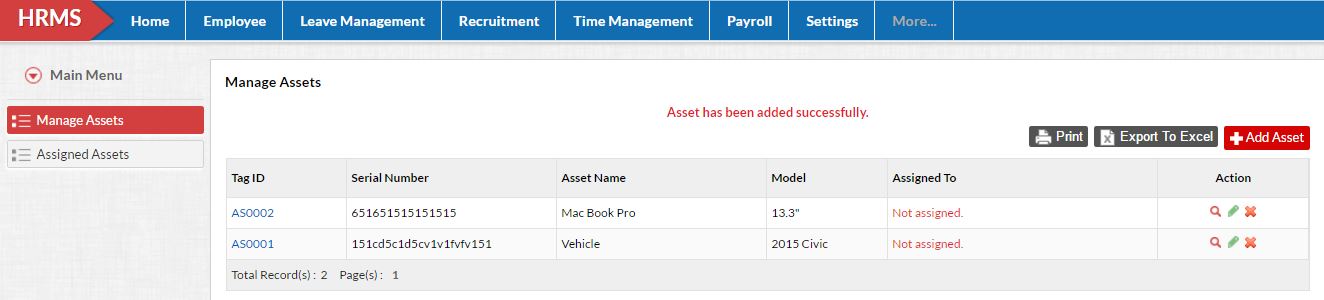 HRMS Home Employee Leave Management Recruitment Time Management Payroll Settings More...
Main Menu
Manage Assets
Assigned Assets
Manage Assets
Asset has been added successfully.
Print Export To Excel Add Asset
Tag ID Serial Number Asset Name Model Assigned To Action
AS0002 651651515151515 Mac Book Pro 13.3" Not assigned.
AS0001 151cd5c1d5cv1v1fvfv151 Vehicle 2015 Civic Not assigned.
Total Record(s) : 2 Page(s) : 1